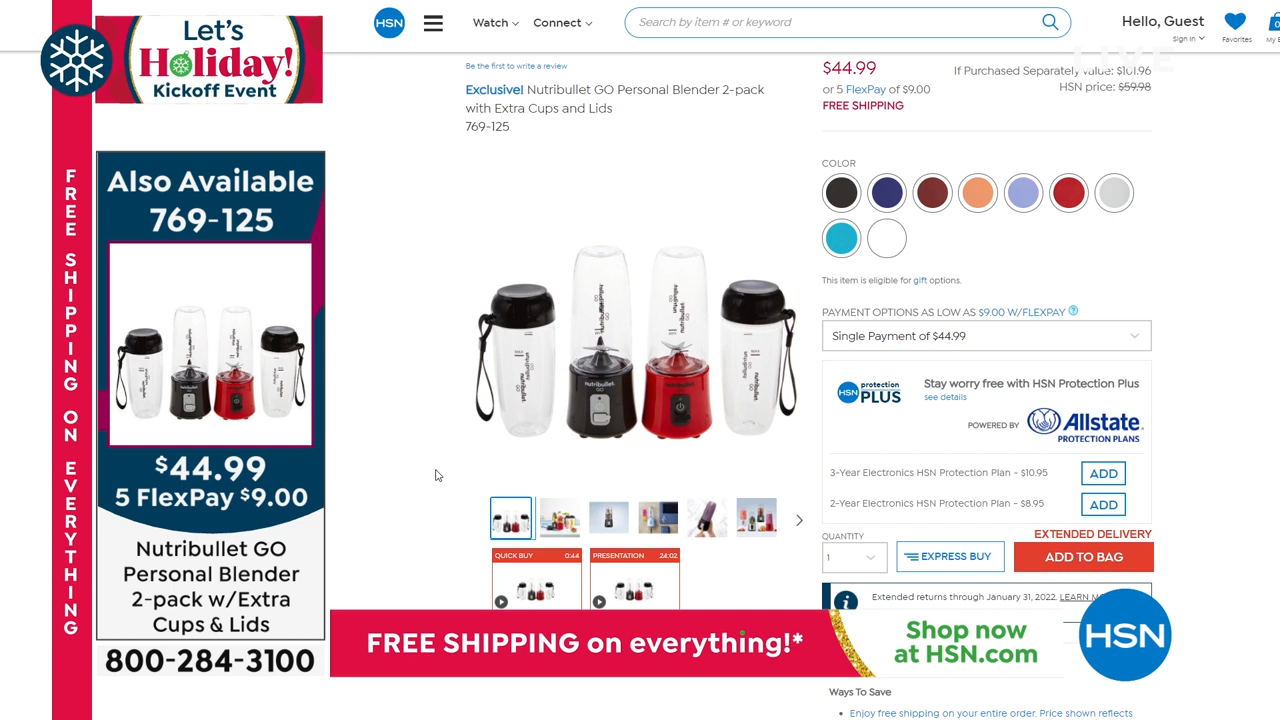 Let's
Holiday!
Kickoff Event
FREE SHIPPING ON EVERYTHING
Also Available
769-125
$44.99
5 FlexPay $9.00
Nutribullet GO
Personal Blender
2-pack w/Extra
Cups & Lids
800-284-3100
HSN
Watch
Connect
Search by item # or keyword
Hello, Guest
Sign In
Favorites
LIVE
Be the first to write a review
Exclusive! Nutribullet GO Personal Blender 2-pack
with Extra Cups and Lids
769-125
$44.99
or 5 FlexPay of $9.00
FREE SHIPPING
If Purchased Separately value: $101.96
HSN price: $59.98
COLOR
This item is eligible for gift options.
PAYMENT OPTIONS AS LOW AS $9.00 W/FLEXPAY
Single Payment of $44.99
HSN protection PLUS
Stay worry free with HSN Protection Plus
see details
POWERED BY Allstate
PROTECTION PLANS
3-Year Electronics HSN Protection Plan - $10.95 ADD
2-Year Electronics HSN Protection Plan - $8.95 ADD
EXTENDED DELIVERY
QUANTITY
1
EXPRESS BUY
ADD TO BAG
nutribullet GO
nutribullet
QUICK BUY 0:44
PRESENTATION 24:02
Extended returns through January 31, 2022.
FREE SHIPPING on everything!*
Shop now
at HSN.com
HSN
Ways To Save
Enjoy free shipping on your entire order. Price shown reflects